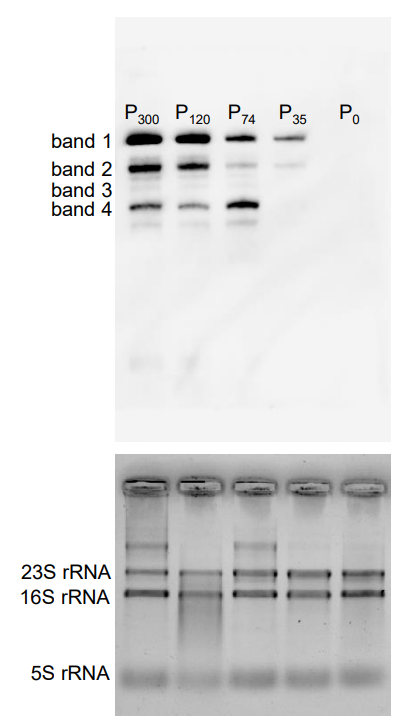 P300 P120 P74 P35 P0
band 1
band 2
band 3
band 4
23S rRNA
16S rRNA
5S rRNA